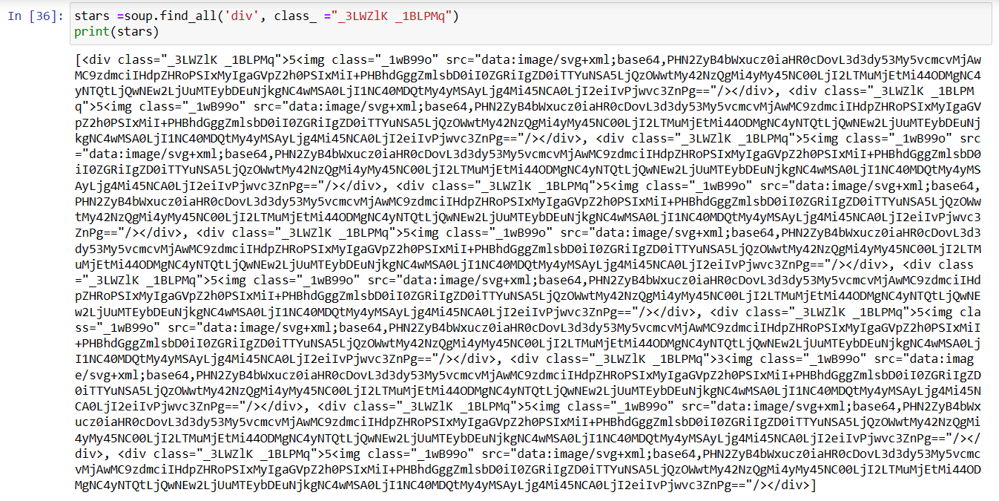 In [36]: stars =soup.find_all('div', class_ ="_3LWZlK _1BLPMq")
print(stars)
[<div class="_3LWZlK _1BLPMq">5<img class="_1wB99o" src="data:image/svg+xml;base64,PHN2ZyB4bWxucz0iaHR0cDovL3d3dy53My5vcmcvMjAw
MC9zdmciIHdpZHRoPSIxMyIgaGVpZ2h0PSIxMiI+PHBhdGggZmlsbD0iI0ZGRiIgZD0iTTYuNSA5LjQzOWwtMy42NzQgMi4yMy45NC00LjI2LTMuMjEtMi44ODMgNC4
yNTQtLjQwNEw2LjUuMTEybDEuNjkgNC4wMSA0LjI1NC40MDQtMy4yMSAyLjg4Mi45NCA0LjI2eiIvPjwvc3ZnPg=="/></div>, <div class="_3LWZlK _1BLPM
q">5<img class="_1wB99o" src="data:image/svg+xml;base64,PHN2ZyB4bWxucz0iaHR0cDovL3d3dy53My5vcmcvMjAwMC9zdmciIHdpZHRoPSIxMyIgaGV
pZ2h0PSIxMiI+PHBhdGggZmlsbD0iI0ZGRiIgZD0iTTYuNSA5LjQzOWwtMy42NzQgMi4yMy45NC00LjI2LTMuMjEtMi44ODMgNC4yNTQtLjQwNEw2LjUuMTEybDEuNj
kgNC4wMSA0LjI1NC40MDQtMy4yMSAyLjg4Mi45NCA0LjI2eiIvPjwvc3ZnPg=="/></div>, <div class="_3LWZlK _1BLPMq">5<img class="_1wB99o" src
="data:image/svg+xml;base64,PHN2ZyB4bWxucz0iaHR0cDovL3d3dy53My5vcmcvMjAwMC9zdmciIHdpZHRoPSIxMyIgaGVpZ2h0PSIxMiI+PHBhdGggZmlsbD0
iI0ZGRiIgZD0iTTYuNSA5LjQzOWwtMy42NzQgMi4yMy45NC00LjI2LTMuMjEtMi44ODMgNC4yNTQtLjQwNEw2LjUuMTEybDEuNjkgNC4wMSA0LjI1NC40MDQtMy4yMS
AyLjg4Mi45NCA0LjI2eiIvPjwvc3ZnPg=="/></div>, <div class="_3LWZlK _1BLPMq">5<img class="_1wB99o" src="data:image/svg+xml;base64,
PHN2ZyB4bWxucz0iaHR0cDovL3d3dy53My5vcmcvMjAwMC9zdmciIHdpZHRoPSIxMyIgaGVpZ2h0PSIxMiI+PHBhdGggZmlsbD0iI0ZGRiIgZD0iTTYuNSA5LjQzOWw
tMy42NzQgMi4yMy45NC00LjI2LTMuMjEtMi44ODMgNC4yNTQtLjQwNEw2LjUuMTEybDEuNjkgNC4wMSA0LjI1NC40MDQtMy4yMSAyLjg4Mi45NCA0LjI2eiIvPjwvc3
ZnPg=="/></div>, <div class="_3LWZlK _1BLPMq">5<img class="_1wB99o" src="data:image/svg+xml;base64,PHN2ZyB4bWxucz0iaHR0cDovL3d3
dy53My5vcmcvMjAwMC9zdmciIHdpZHRoPSIxMyIgaGVpZ2h0PSIxMiI+PHBhdGggZmlsbD0iI0ZGRiIgZD0iTTYuNSA5LjQzOWwtMy42NzQgMi4yMy45NC00LjI2LTM
uMjEtMi44ODMgNC4yNTQtLjQwNEw2LjUuMTEybDEuNjkgNC4wMSA0LjI1NC40MDQtMy4yMSAyLjg4Mi45NCA0LjI2eiIvPjwvc3ZnPg=="/></div>, <div class
="_3LWZlK _1BLPMq">5<img class="_1wB99o" src="data:image/svg+xml;base64,PHN2ZyB4bWxucz0iaHR0cDovL3d3dy53My5vcmcvMjAwMC9zdmciIHd
pZHRoPSIxMyIgaGVpZ2h0PSIxMiI+PHBhdGggZmlsbD0iI0ZGRiIgZD0iTTYuNSA5LjQzOWwtMy42NzQgMi4yMy45NC00LjI2LTMuMjEtMi44ODMgNC4yNTQtLjQwNE
w2LjUuMTEybDEuNjkgNC4wMSA0LjI1NC40MDQtMy4yMSAyLjg4Mi45NCA0LjI2eiIvPjwvc3ZnPg=="/></div>, <div class="_3LWZlK _1BLPMq">5<img cla
ss="_1wB99o" src="data:image/svg+xml;base64,PHN2ZyB4bWxucz0iaHR0cDovL3d3dy53My5vcmcvMjAwMC9zdmciIHdpZHRoPSIxMyIgaGVpZ2h0PSIxMiI
+PHBhdGggZmlsbD0iI0ZGRiIgZD0iTTYuNSA5LjQzOWwtMy42NzQgMi4yMy45NC00LjI2LTMuMjEtMi44ODMgNC4yNTQtLjQwNEw2LjUuMTEybDEuNjkgNC4wMSA0Lj
I1NC40MDQtMy4yMSAyLjg4Mi45NCA0LjI2eiIvPjwvc3ZnPg=="/></div>, <div class="_3LWZlK _1BLPMq">3<img class="_1wB99o" src="data:imag
e/svg+xml;base64,PHN2ZyB4bWxucz0iaHR0cDovL3d3dy53My5vcmcvMjAwMC9zdmciIHdpZHRoPSIxMyIgaGVpZ2h0PSIxMiI+PHBhdGggZmlsbD0iI0ZGRiIgZD
0iTTYuNSA5LjQzOWwtMy42NzQgMi4yMy45NC00LjI2LTMuMjEtMi44ODMgNC4yNTQtLjQwNEw2LjUuMTEybDEuNjkgNC4wMSA0LjI1NC40MDQtMy4yMSAyLjg4Mi45N
CA0LjI2eiIvPjwvc3ZnPg=="/></div>, <div class="_3LWZlK _1BLPMq">5<img class="_1wB99o" src="data:image/svg+xml;base64,PHN2ZyB4bWx
ucz0iaHR0cDovL3d3dy53My5vcmcvMjAwMC9zdmciIHdpZHRoPSIxMyIgaGVpZ2h0PSIxMiI+PHBhdGggZmlsbD0iI0ZGRiIgZD0iTTYuNSA5LjQzOWwtMy42NzQgMi
4yMy45NC00LjI2LTMuMjEtMi44ODMgNC4yNTQtLjQwNEw2LjUuMTEybDEuNjkgNC4wMSA0LjI1NC40MDQtMy4yMSAyLjg4Mi45NCA0LjI2eiIvPjwvc3ZnPg=="/></
div>, <div class="_3LWZlK _1BLPMq">5<img class="_1wB99o" src="data:image/svg+xml;base64,PHN2ZyB4bWxucz0iaHR0cDovL3d3dy53My5vcmc
vMjAwMC9zdmciIHdpZHRoPSIxMyIgaGVpZ2h0PSIxMiI+PHBhdGggZmlsbD0iI0ZGRiIgZD0iTTYuNSA5LjQzOWwtMy42NzQgMi4yMy45NC00LjI2LTMuMjEtMi44OD
MgNC4yNTQtLjQwNEw2LjUuMTEybDEuNjkgNC4wMSA0LjI1NC40MDQtMy4yMSAyLjg4Mi45NCA0LjI2eiIvPjwvc3ZnPg=="/></div>]